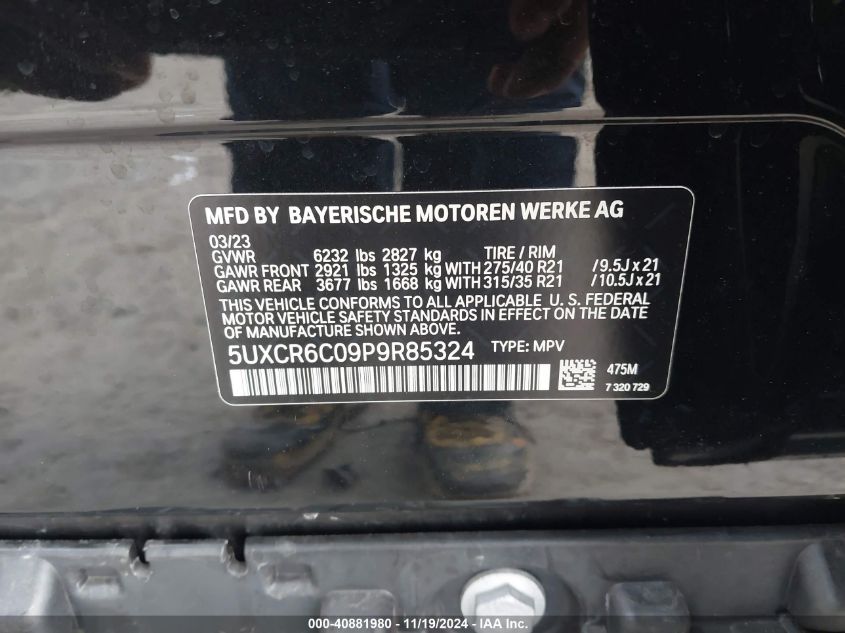 MFD BY BAYERISCHE MOTOREN WERKE AG
03/23
GVWR 6232 lbs 2827 kg TIRE / RIM
GAWR FRONT 2921 lbs 1325 kg WITH 275/40 R21 / 9.5J x 21
GAWR REAR 3677 lbs 1668 kg WITH 315/35 R21 / 10.5J x 21
THIS VEHICLE CONFORMS TO ALL APPLICABLE U. S. FEDERAL
MOTOR VEHICLE SAFETY STANDARDS IN EFFECT ON THE DATE
OF MANUFACTURE SHOWN ABOVE.
5UXCR6C09P9R85324 TYPE: MPV
475M
7 320 729
000-40881980 - 11/19/2024 - IAA Inc.